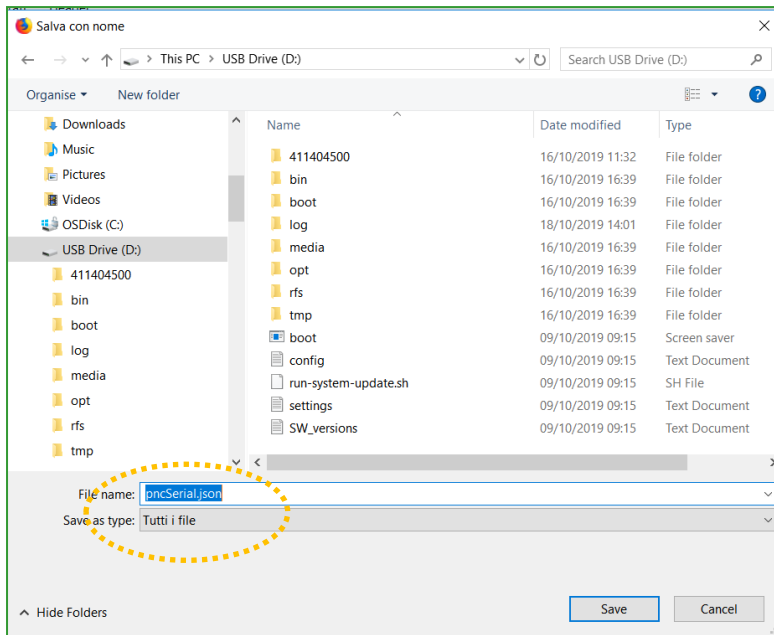 Salva con nome
This PC > USB Drive (D:)
Search USB Drive (D:)
Organise
New folder
Downloads
Music
Pictures
Videos
OSDisk (C:)
USB Drive (D:)
411404500
bin
boot
log
media
opt
rfs
tmp
Name Date modified Type
411404500 16/10/2019 11:32 File folder
bin 16/10/2019 16:39 File folder
boot 16/10/2019 16:39 File folder
log 18/10/2019 14:01 File folder
media 16/10/2019 16:39 File folder
opt 16/10/2019 16:39 File folder
rfs 16/10/2019 16:39 File folder
tmp 16/10/2019 16:39 File folder
boot 09/10/2019 09:15 Screen saver
config 09/10/2019 09:15 Text Document
run-system-update.sh 09/10/2019 09:15 SH File
settings 09/10/2019 09:15 Text Document
SW_versions 09/10/2019 09:15 Text Document
File name: pncSerial.json
Save as type: Tutti i file
Hide Folders
Save
Cancel